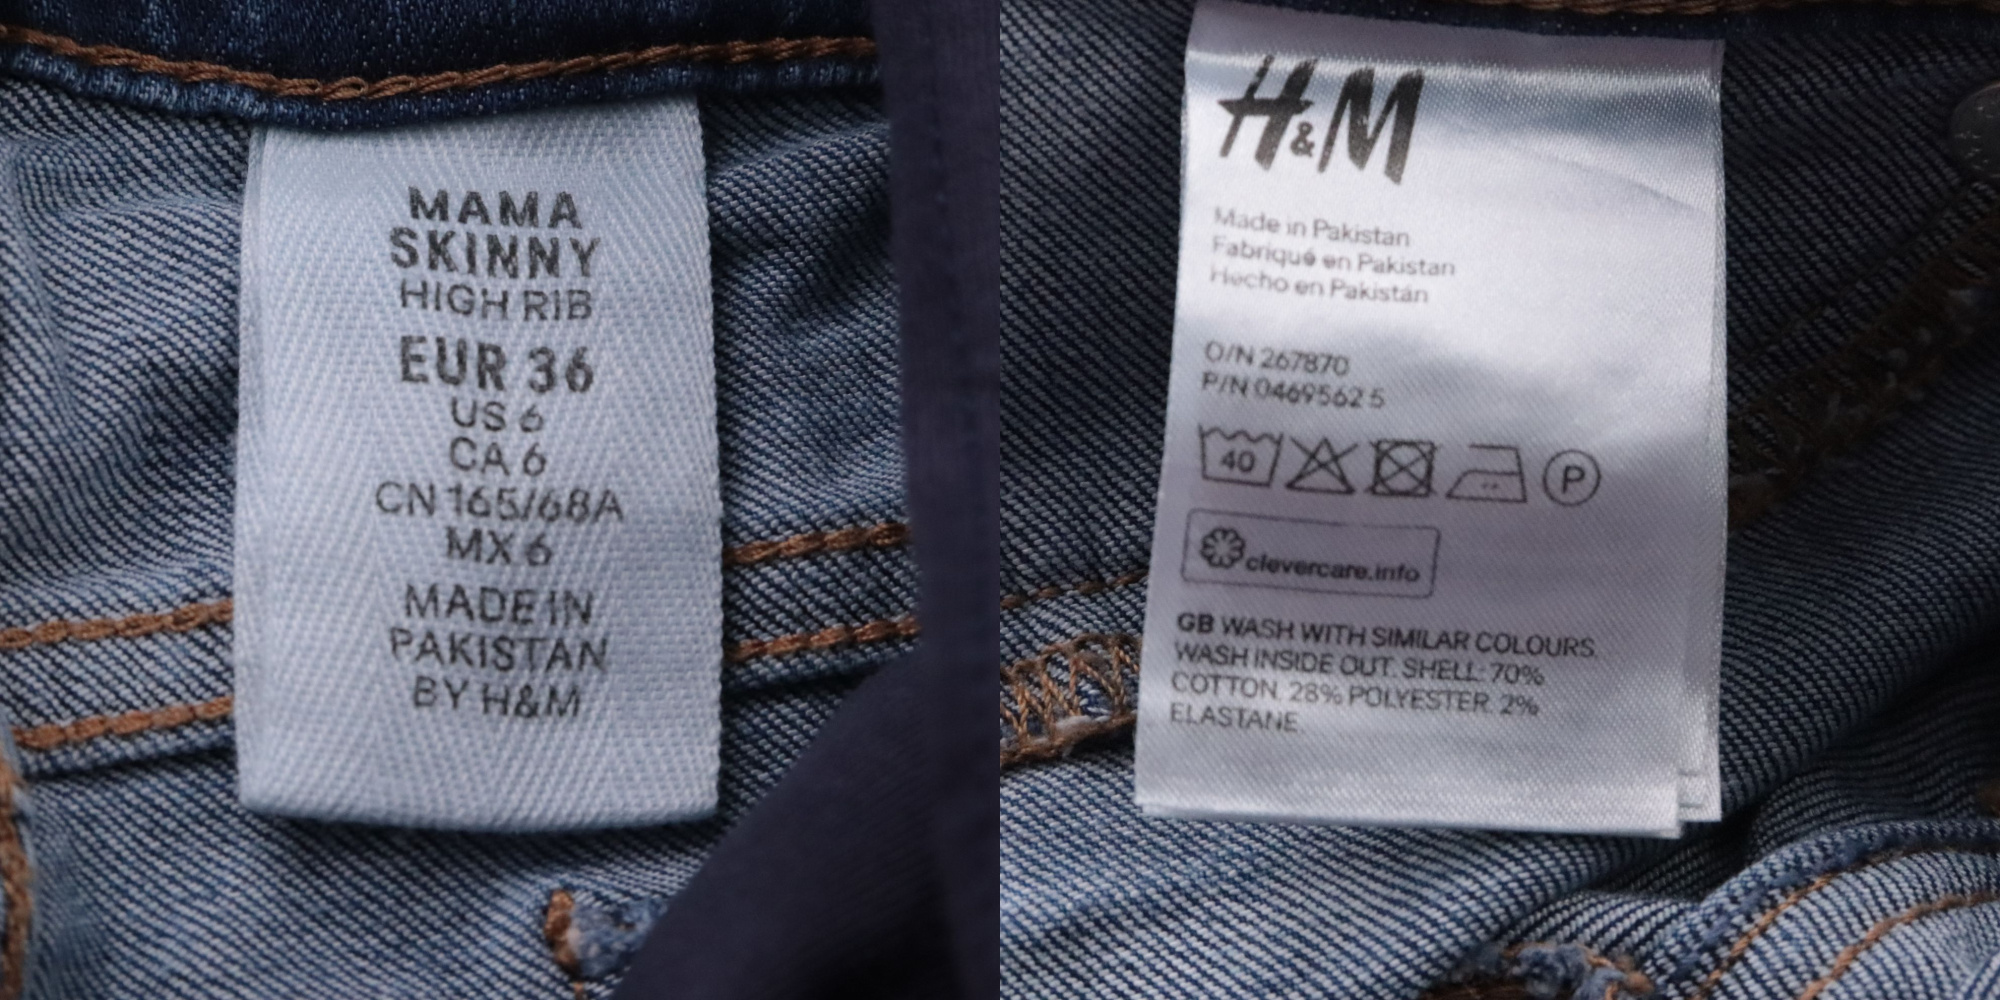 MAMA
SKINNY
HIGH RIB
EUR 36
US 6
CA 6
CN 165/68A
MX 6
MADE IN
PAKISTAN
BY H&M
H&M
Made in Pakistan
Fabriqué en Pakistan
Hecho en Pakistán
O/N 267870
P/N 0469562 5
40
P
clevercare.info
GB WASH WITH SIMILAR COLOURS.
WASH INSIDE OUT. SHELL: 70%
COTTON. 28% POLYESTER. 2%
ELASTANE.